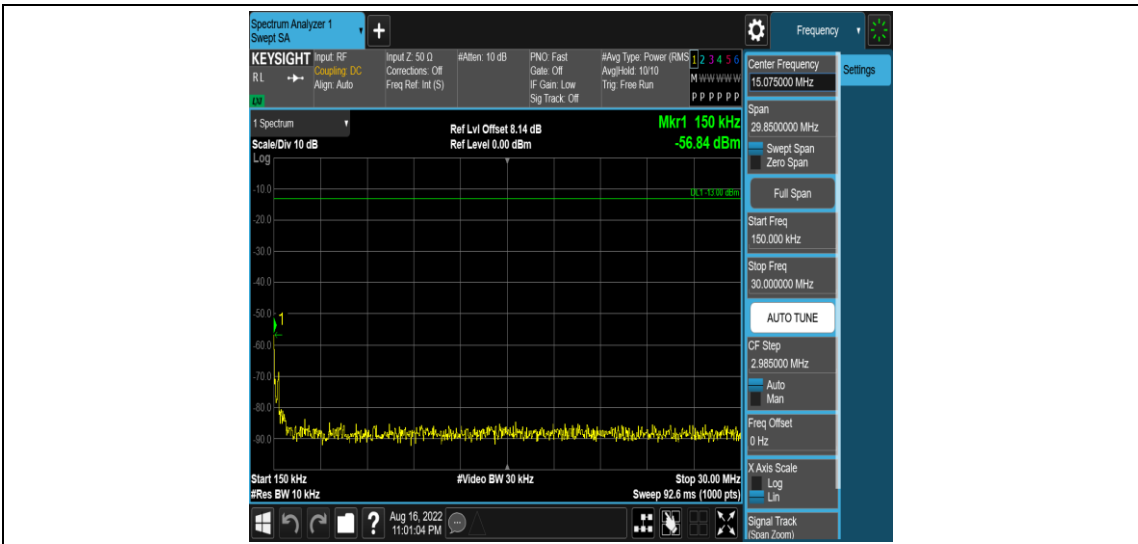 Spectrum Analyzer 1
Swept SA
+
Frequency
KEYSIGHT
Input: RF
Coupling: DC
Align: Auto
Input Z: 50 Ω
Corrections: Off
Freq Ref: Int (S)
#Atten: 10 dB
PNO: Fast
Gate: Off
IF Gain: Low
Sig Track: Off
#Avg Type: Power (RMS
Avg|Hold: 10/10
Trig: Free Run
1 2 3 4 5 6
M W W W W W
P P P P P P
R L
LXI
1 Spectrum
Scale/Div 10 dB
Log
Ref Lvl Offset 8.14 dB
Ref Level 0.00 dBm
Mkr1 150 kHz
-56.84 dBm
DL1 -13.00 dBm
-10.0
-20.0
-30.0
-40.0
-50.0
1
-60.0
-70.0
-80.0
-90.0
Start 150 kHz
#Res BW 10 kHz
#Video BW 30 kHz
Stop 30.00 MHz
Sweep 92.6 ms (1000 pts)
Center Frequency
15.075000 MHz
Settings
Span
29.8500000 MHz
Swept Span
Zero Span
Full Span
Start Freq
150.000 kHz
Stop Freq
30.000000 MHz
AUTO TUNE
CF Step
2.985000 MHz
Auto
Man
Freq Offset
0 Hz
X Axis Scale
Log
Lin
Signal Track
(Span Zoom)
?
Aug 16, 2022
11:01:04 PM